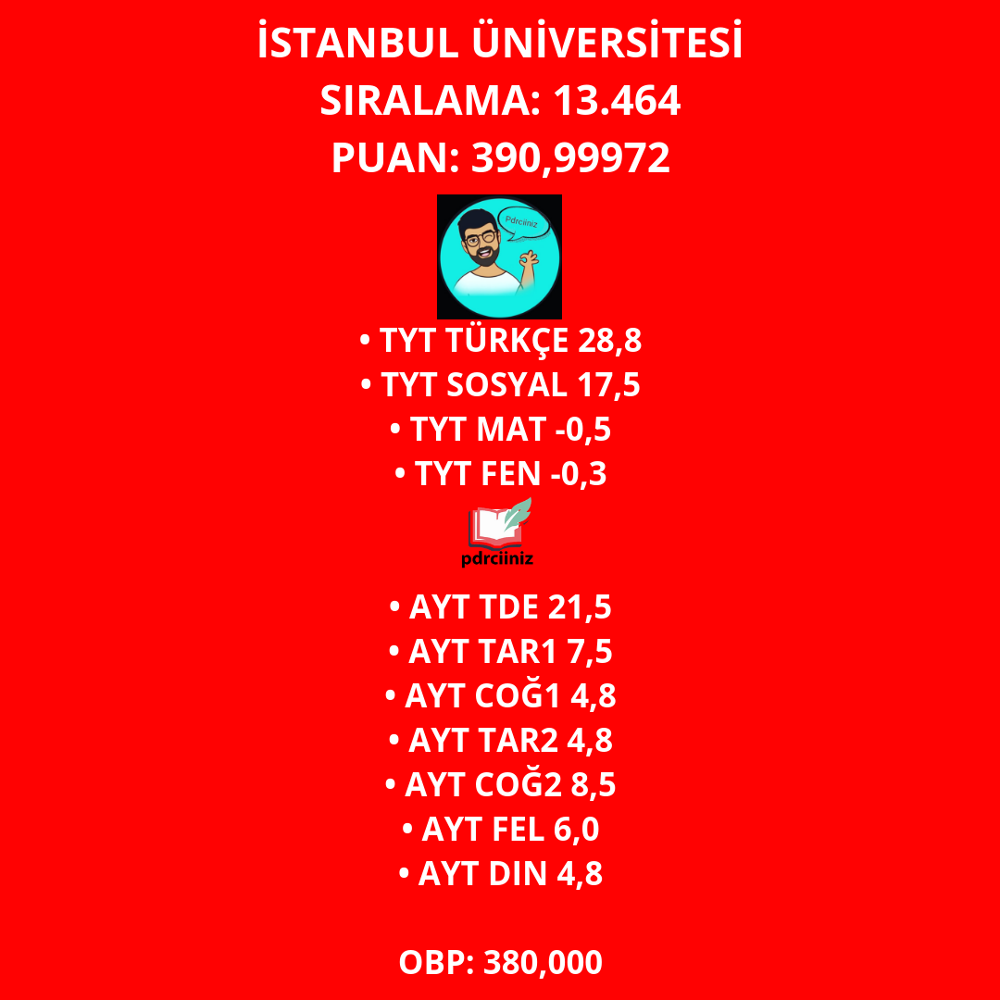 İSTANBUL ÜNİVERSİTESİ
SIRALAMA: 13.464
PUAN: 390,99972
Pdrciiniz
• TYT TÜRKÇE 28,8
• TYT SOSYAL 17,5
• TYT MAT -0,5
• TYT FEN -0,3
pdrciiniz
• AYT TDE 21,5
• AYT TAR1 7,5
• AYT COĞ1 4,8
• AYT TAR2 4,8
• AYT COĞ2 8,5
• AYT FEL 6,0
• AYT DIN 4,8
OBP: 380,000